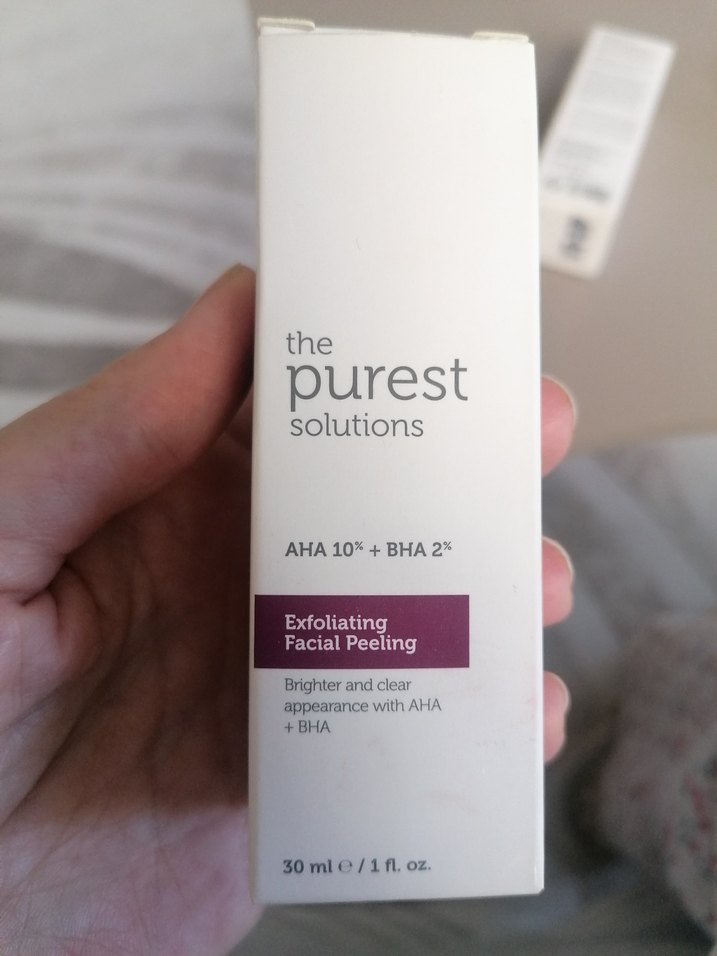 the
purest
solutions
AHA 10% + BHA 2%
Exfoliating
Facial Peeling
Brighter and clear
appearance with AHA
+ BHA
30 ml ℮ / 1 fl. oz.